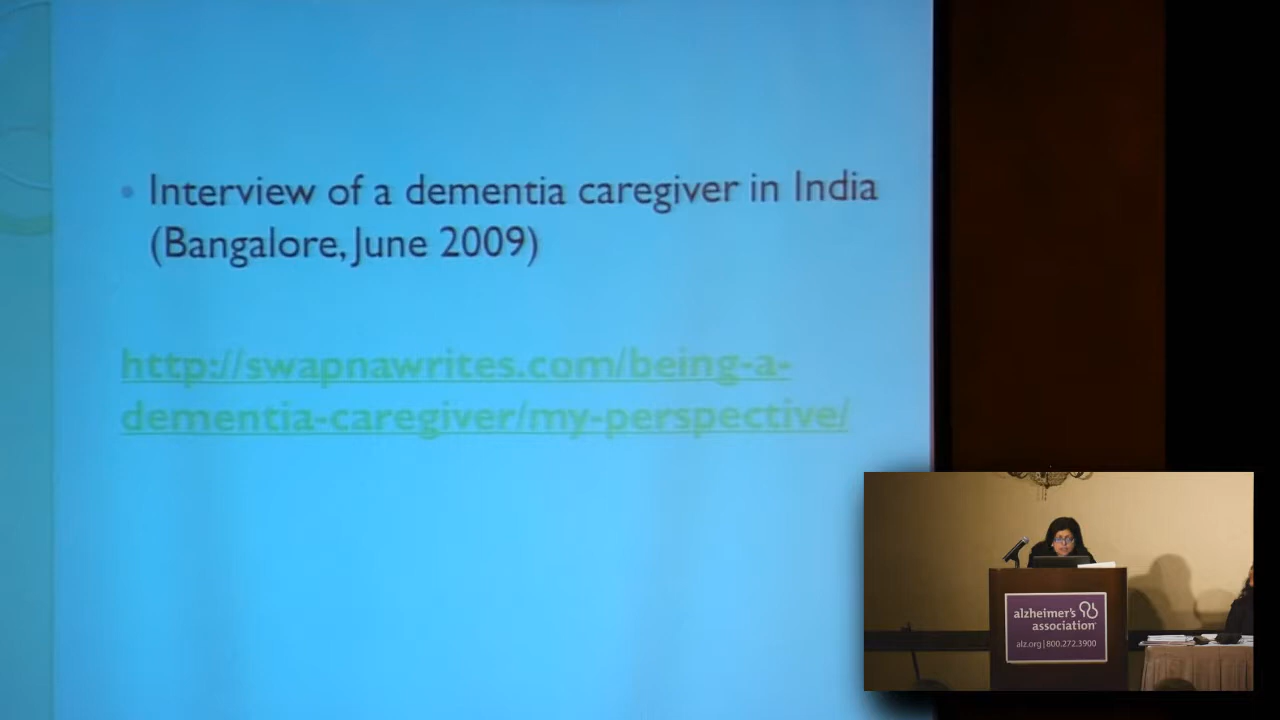 • Interview of a dementia caregiver in India
(Bangalore, June 2009)
http://swapnawrites.com/being-a-
dementia-caregiver/my-perspective/
alzheimer's
association
alz.org|800.272.3900